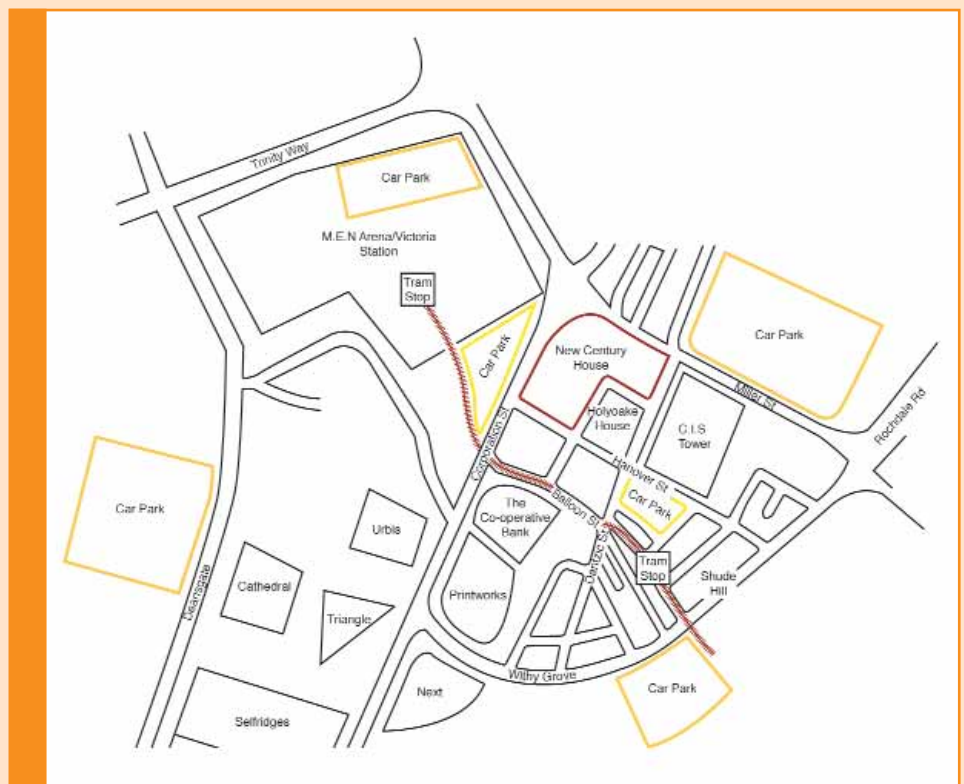 Trinity Way
Car Park
M.E.N Arena/Victoria
Station
Tram
Stop
Car Park
New Century
House
Car Park
Miller St
Rochdale Rd
Holyoake
House
C.I.S
Tower
Corporation St
Hanover St
Car Park
Balloon St
Car Park
The
Co-operative
Bank
Urbis
Dantzic St
Tram
Stop
Shude
Hill
Deansgate
Cathedral
Triangle
Printworks
Withy Grove
Car Park
Next
Selfridges